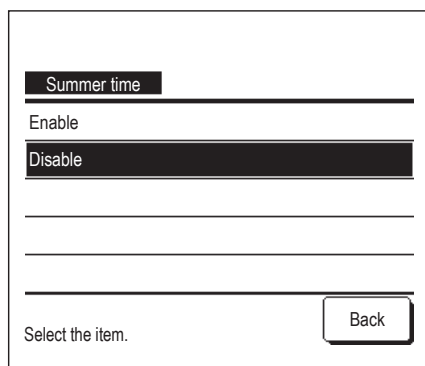 Summer time
Enable
Disable
Back
Select the item.